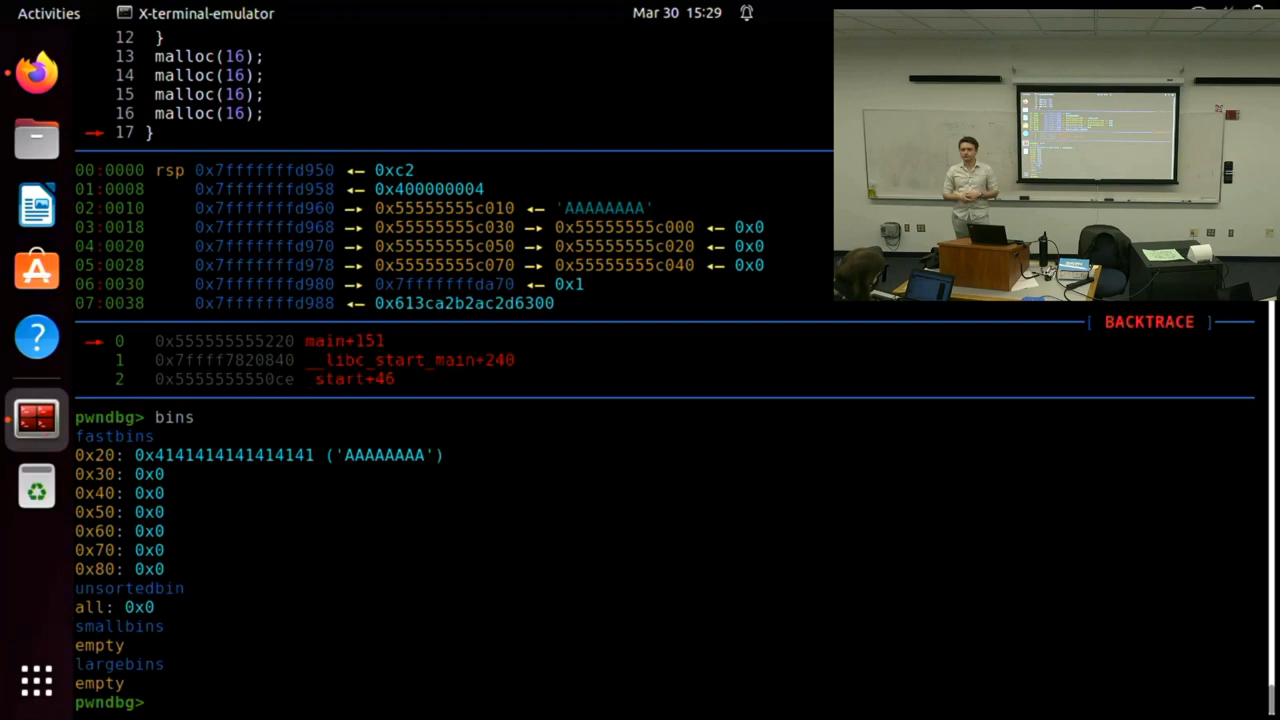 Activities X-terminal-emulator Mar 30 15:29
12 }
13 malloc(16);
14 malloc(16);
15 malloc(16);
16 malloc(16);
17 }
00:0000 rsp 0x7fffffffd950 ◂— 0xc2
01:0008 0x7fffffffd958 ◂— 0x400000004
02:0010 0x7fffffffd960 —▸ 0x55555555c010 ◂— 'AAAAAAAA'
03:0018 0x7fffffffd968 —▸ 0x55555555c030 —▸ 0x55555555c000 ◂— 0x0
04:0020 0x7fffffffd970 —▸ 0x55555555c050 —▸ 0x55555555c020 ◂— 0x0
05:0028 0x7fffffffd978 —▸ 0x55555555c070 —▸ 0x55555555c040 ◂— 0x0
06:0030 0x7fffffffd980 —▸ 0x7fffffffda70 ◂— 0x1
07:0038 0x7fffffffd988 ◂— 0x613ca2b2ac2d6300
[ BACKTRACE ]
0 0x555555555220 main+151
1 0x7ffff7820840 __libc_start_main+240
2 0x5555555550ce _start+46
pwndbg> bins
fastbins
0x20: 0x4141414141414141 ('AAAAAAAA')
0x30: 0x0
0x40: 0x0
0x50: 0x0
0x60: 0x0
0x70: 0x0
0x80: 0x0
unsortedbin
all: 0x0
smallbins
empty
largebins
empty
pwndbg>